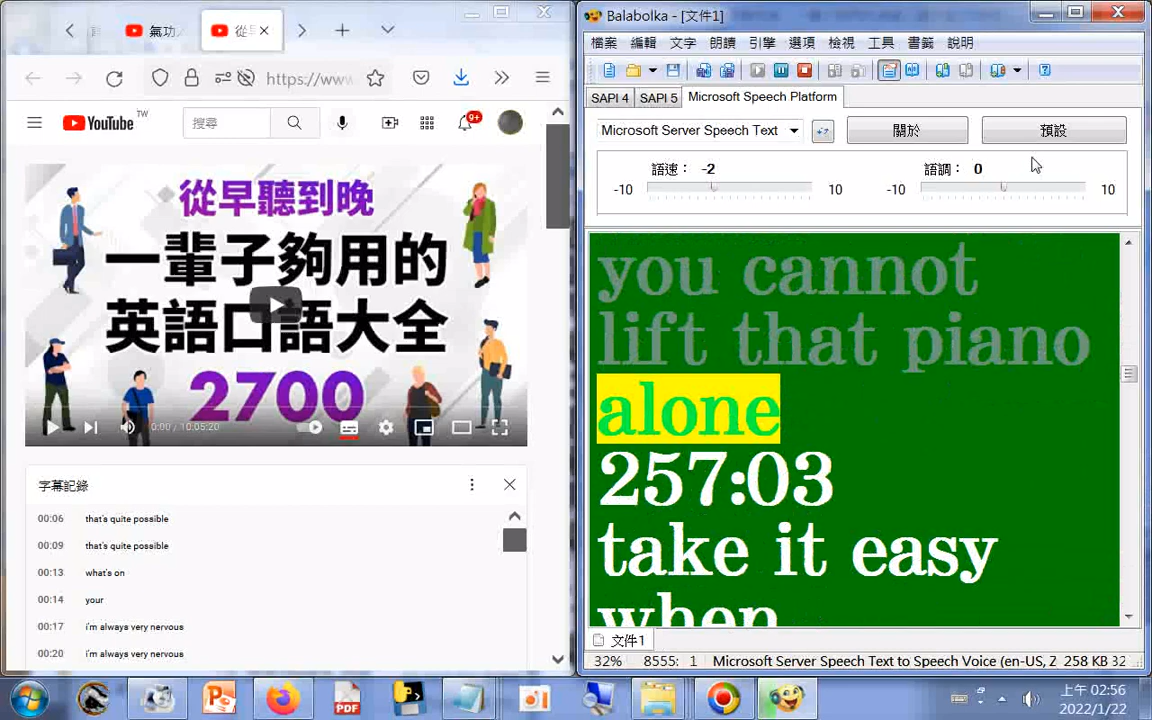 氣功
從
https://www
YouTube TW
搜尋
9+
從早聽到晚
一輩子夠用的
英語口語大全
2700
0:00 / 10:05:20
字幕記錄
00:06 that's quite possible
00:09 that's quite possible
00:13 what's on
00:14 your
00:17 i'm always very nervous
00:20 i'm always very nervous
Balabolka - [文件1]
檔案 編輯 文字 朗讀 引擎 選項 檢視 工具 書籤 說明
SAPI 4 SAPI 5 Microsoft Speech Platform
Microsoft Server Speech Text 關於 預設
語速： -2 語調： 0
-10 10 -10 10
you cannot
lift that piano
alone
257:03
take it easy
when
文件1
32% 8555: 1 Microsoft Server Speech Text to Speech Voice (en-US, Z 258 KB 32
PDF
上午 02:56
2022/1/22